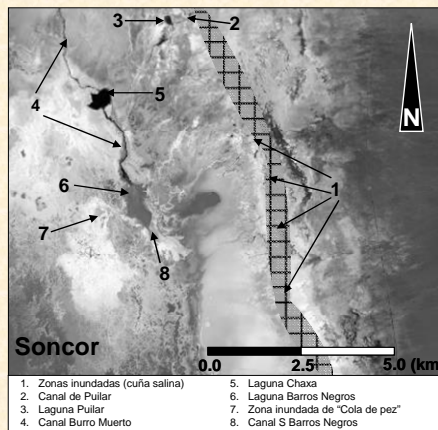 3
2
5
4
N
6
1
7
8
Soncor
0.0 2.5 5.0 (km
1. Zonas inundadas (cuña salina)
2. Canal de Puilar
3. Laguna Puilar
4. Canal Burro Muerto
5. Laguna Chaxa
6. Laguna Barros Negros
7. Zona inundada de "Cola de pez"
8. Canal S Barros Negros